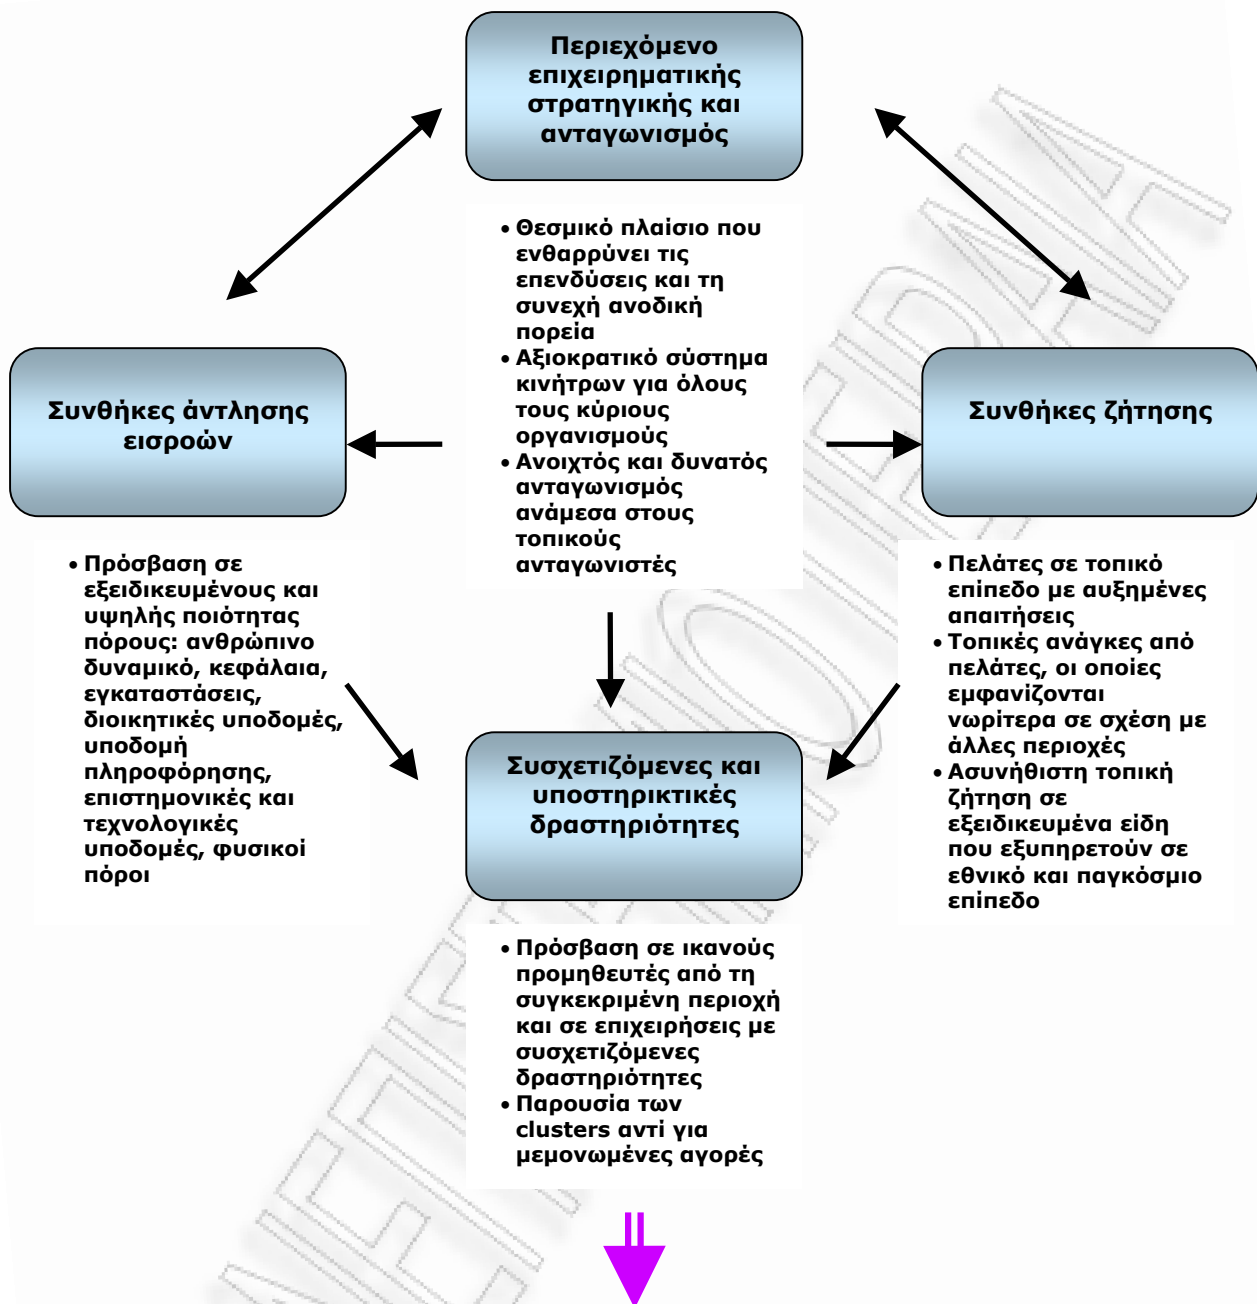 Περιεχόμενο
επιχειρηματικής
στρατηγικής και
ανταγωνισμός
• Θεσμικό πλαίσιο που
ενθαρρύνει τις
επενδύσεις και τη
συνεχή ανοδική
πορεία
• Αξιοκρατικό σύστημα
κινήτρων για όλους
τους κύριους
οργανισμούς
• Ανοιχτός και δυνατός
ανταγωνισμός
ανάμεσα στους
τοπικούς
ανταγωνιστές
Συνθήκες άντλησης
εισροών
• Πρόσβαση σε
εξειδικευμένους και
υψηλής ποιότητας
πόρους: ανθρώπινο
δυναμικό, κεφάλαια,
εγκαταστάσεις,
διοικητικές υποδομές,
υποδομή
πληροφόρησης,
επιστημονικές και
τεχνολογικές
υποδομές, φυσικοί
πόροι
Συνθήκες ζήτησης
• Πελάτες σε τοπικό
επίπεδο με αυξημένες
απαιτήσεις
• Τοπικές ανάγκες από
πελάτες, οι οποίες
εμφανίζονται
νωρίτερα σε σχέση με
άλλες περιοχές
• Ασυνήθιστη τοπική
ζήτηση σε
εξειδικευμένα είδη
που εξυπηρετούν σε
εθνικό και παγκόσμιο
επίπεδο
Συσχετιζόμενες και
υποστηρικτικές
δραστηριότητες
• Πρόσβαση σε ικανούς
προμηθευτές από τη
συγκεκριμένη περιοχή
και σε επιχειρήσεις με
συσχετιζόμενες
δραστηριότητες
• Παρουσία των
clusters αντί για
μεμονωμένες αγορές